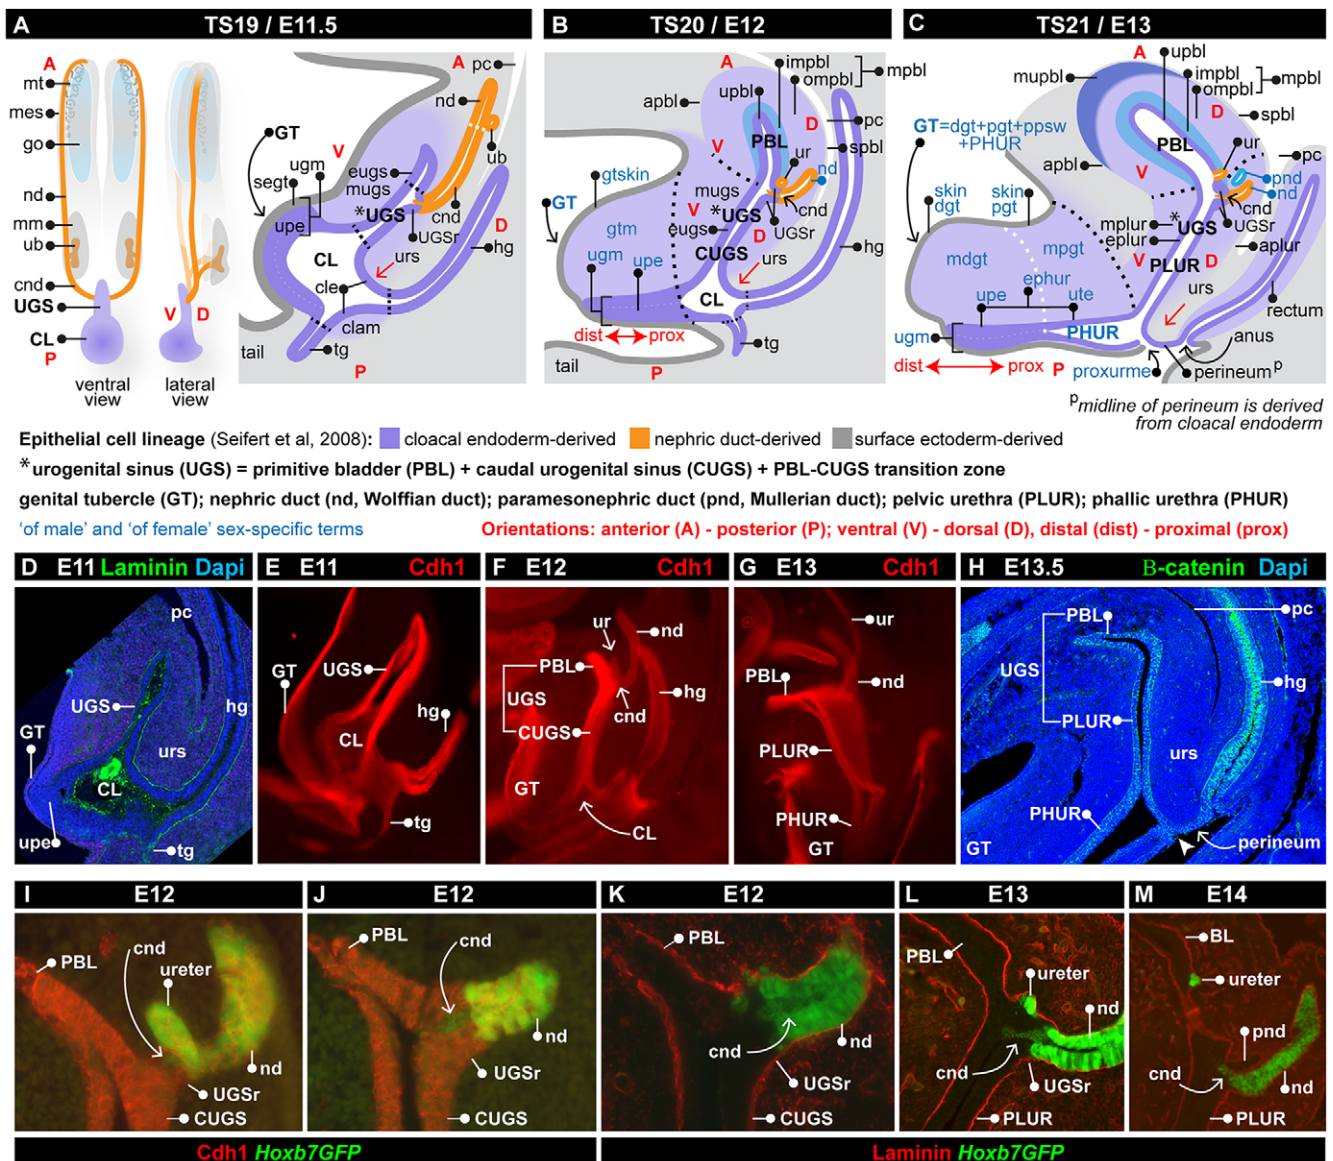 A TS19 / E11.5
A
mt
mes
go
nd
mm
ub
cnd
UGS
CL
P
V D
ventral view
lateral view
A
pc
nd
GT
V
ub
segt
ugm
eugs
mugs
upe
*UGS
cnd
UGSr
D
hg
CL
urs
cle
clam
tail
tg
P
B TS20 / E12
A
impbl
ompbl
mpbl
upbl
apbl
D
pc
PBL
spbl
V
ur
nd
gtskin
GT
mugs
V
*UGS
cnd
eugs
UGSr
gtm
D
CUGS
hg
ugm
upe
urs
CL
dist
prox
tg
tail
P
C TS21 / E13
A
upbl
mupbl
impbl
ompbl
mpbl
D
spbl
GT=dgt+pgt+ppsw
+PHUR
PBL
ur
pc
apbl
V
pnd
nd
skin
dgt
skin
pgt
*
cnd
mplur
UGS
UGSr
eplur
aplur
mdgt
mpgt
V
PLUR
D
ephur
urs
upe
ute
rectum
ugm
PHUR
anus
dist
prox
P
proxurme
perineum p
p midline of perineum is derived
from cloacal endoderm
Epithelial cell lineage (Seifert et al, 2008): cloacal endoderm-derived nephric duct-derived surface ectoderm-derived
*urogenital sinus (UGS) = primitive bladder (PBL) + caudal urogenital sinus (CUGS) + PBL-CUGS transition zone
genital tubercle (GT); nephric duct (nd, Wolffian duct); paramesonephric duct (pnd, Mullerian duct); pelvic urethra (PLUR); phallic urethra (PHUR)
'of male' and 'of female' sex-specific terms Orientations: anterior (A) - posterior (P); ventral (V) - dorsal (D), distal (dist) - proximal (prox)
D E11 Laminin Dapi
pc
UGS
hg
GT
urs
CL
upe
tg
E E11 Cdh1
GT
UGS
hg
CL
tg
F E12 Cdh1
ur
nd
PBL
UGS
hg
cnd
CUGS
GT
CL
G E13 Cdh1
ur
PBL
nd
PLUR
PHUR
GT
H E13.5 B-catenin Dapi
PBL
pc
UGS
hg
PLUR
urs
PHUR
GT
perineum
I E12
cnd
PBL
ureter
nd
UGSr
CUGS
J E12
PBL
cnd
nd
UGSr
CUGS
Cdh1 Hoxb7GFP
K E12
PBL
cnd
nd
UGSr
CUGS
L E13
PBL
ureter
nd
cnd
UGSr
PLUR
M E14
BL
ureter
pnd
cnd
nd
PLUR
Laminin Hoxb7GFP